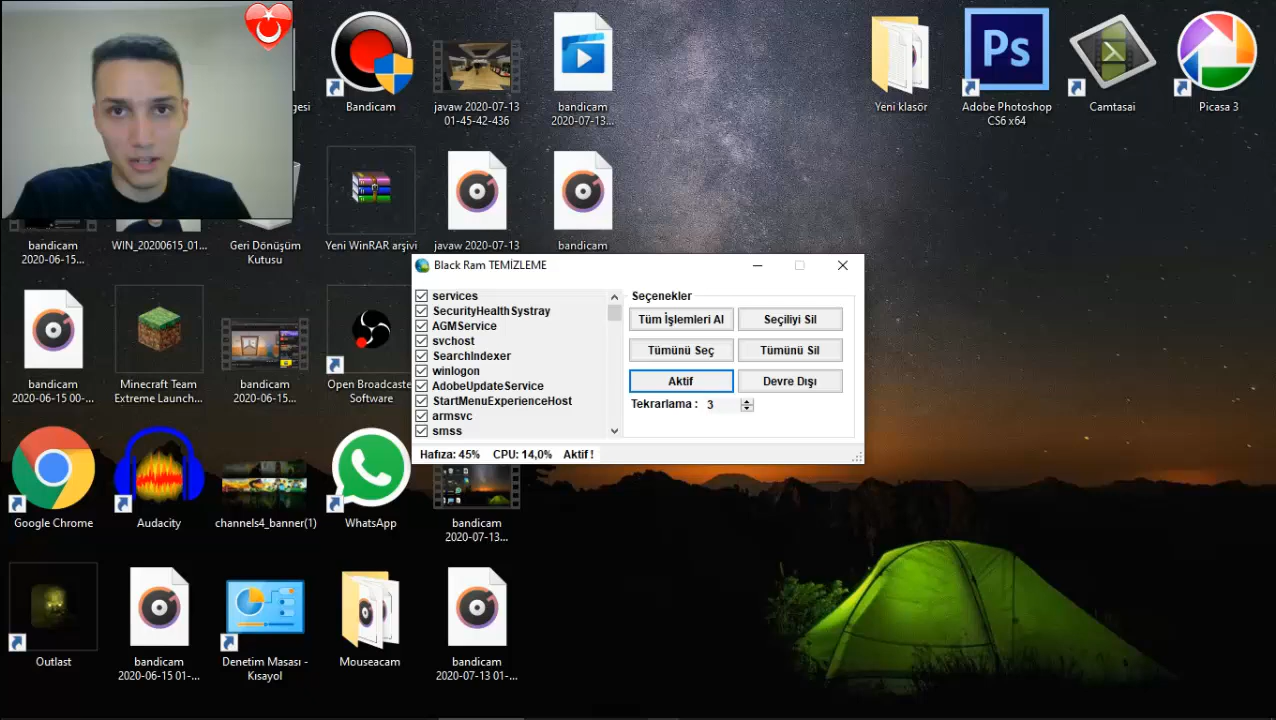 gesi
Bandicam
javaw 2020-07-13
01-45-42-436
bandicam
2020-07-13...
Yeni klasör
Ps
Adobe Photoshop
CS6 x64
Camtasai
Picasa 3
bandicam
2020-06-15...
WIN_20200615_01...
Geri Dönüşüm
Kutusu
Yeni WinRAR arşivi
javaw 2020-07-13
bandicam
Black Ram TEMİZLEME
services
SecurityHealthSystray
AGMService
svchost
SearchIndexer
winlogon
AdobeUpdateService
StartMenuExperienceHost
armsvc
smss
Seçenekler
Tüm İşlemleri Al
Seçiliyi Sil
Tümünü Seç
Tümünü Sil
Aktif
Devre Dışı
Tekrarlama : 3
Hafıza: 45% CPU: 14,0% Aktif !
bandicam
2020-06-15 00-...
Minecraft Team
Extreme Launch...
bandicam
2020-06-15...
Open Broadcaste
Software
Google Chrome
Audacity
channels4_banner(1)
WhatsApp
bandicam
2020-07-13...
Outlast
bandicam
2020-06-15 01-...
Denetim Masası -
Kısayol
Mouseacam
bandicam
2020-07-13 01-...